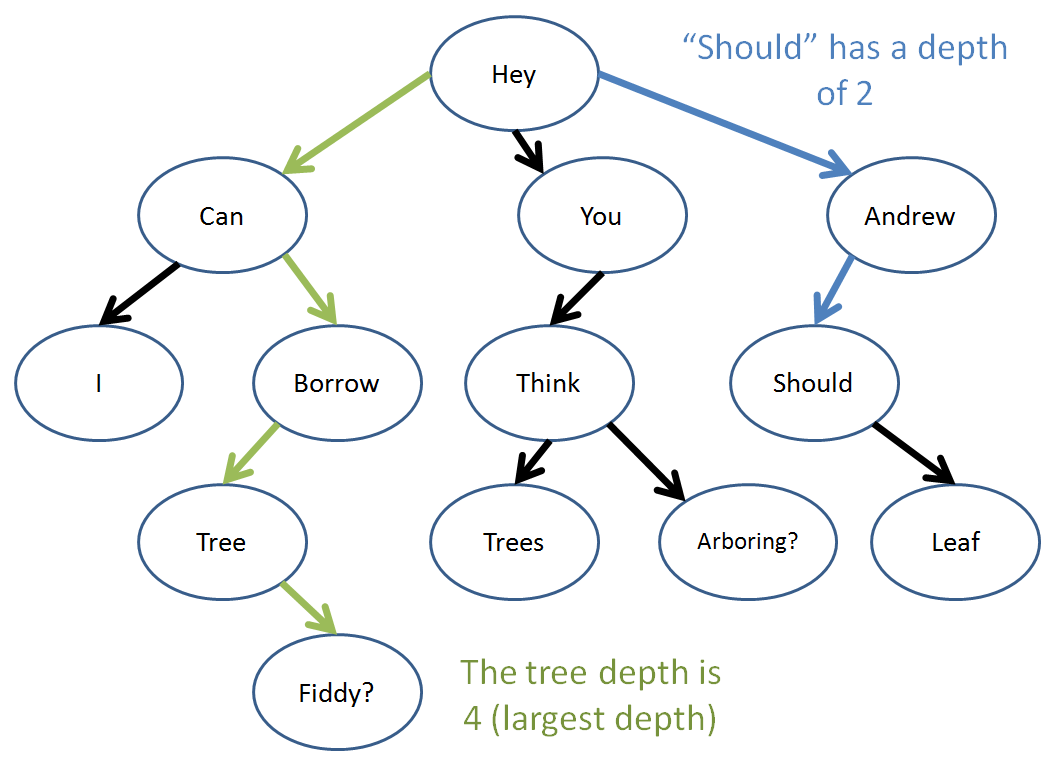 Hey
“Should” has a depth
of 2
Can
You
Andrew
I
Borrow
Think
Should
Tree
Trees
Arboring?
Leaf
Fiddy?
The tree depth is
4 (largest depth)